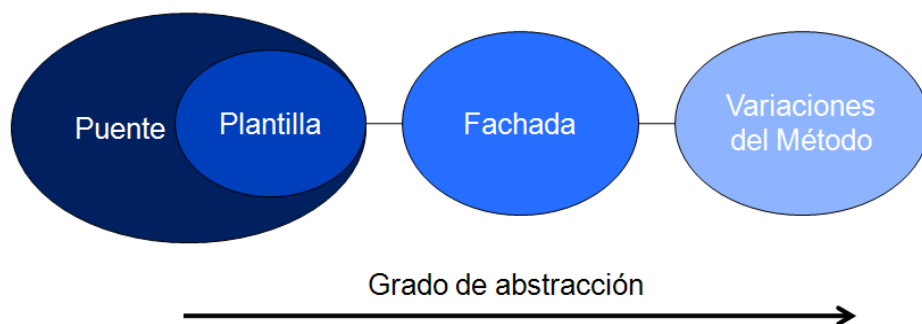 Puente
Plantilla
Fachada
Variaciones
del Método
Grado de abstracción